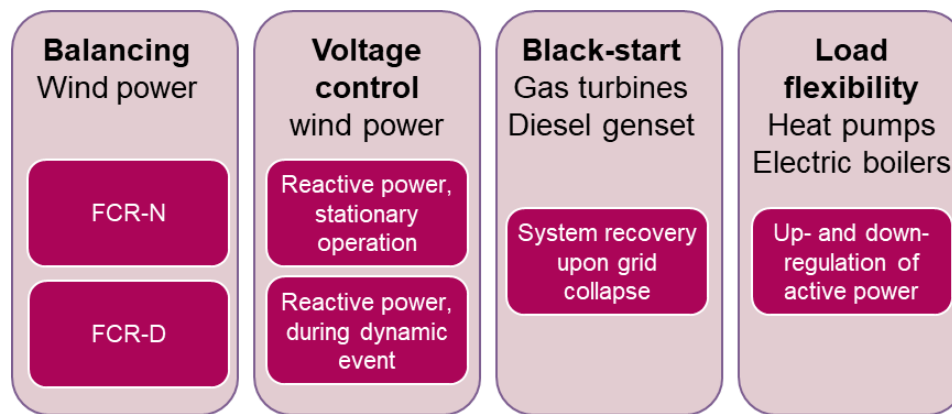 Balancing
Wind power
FCR-N
FCR-D
Voltage
control
wind power
Reactive power,
stationary
operation
Reactive power,
during dynamic
event
Black-start
Gas turbines
Diesel genset
System recovery
upon grid
collapse
Load
flexibility
Heat pumps
Electric boilers
Up- and down-
regulation of
active power